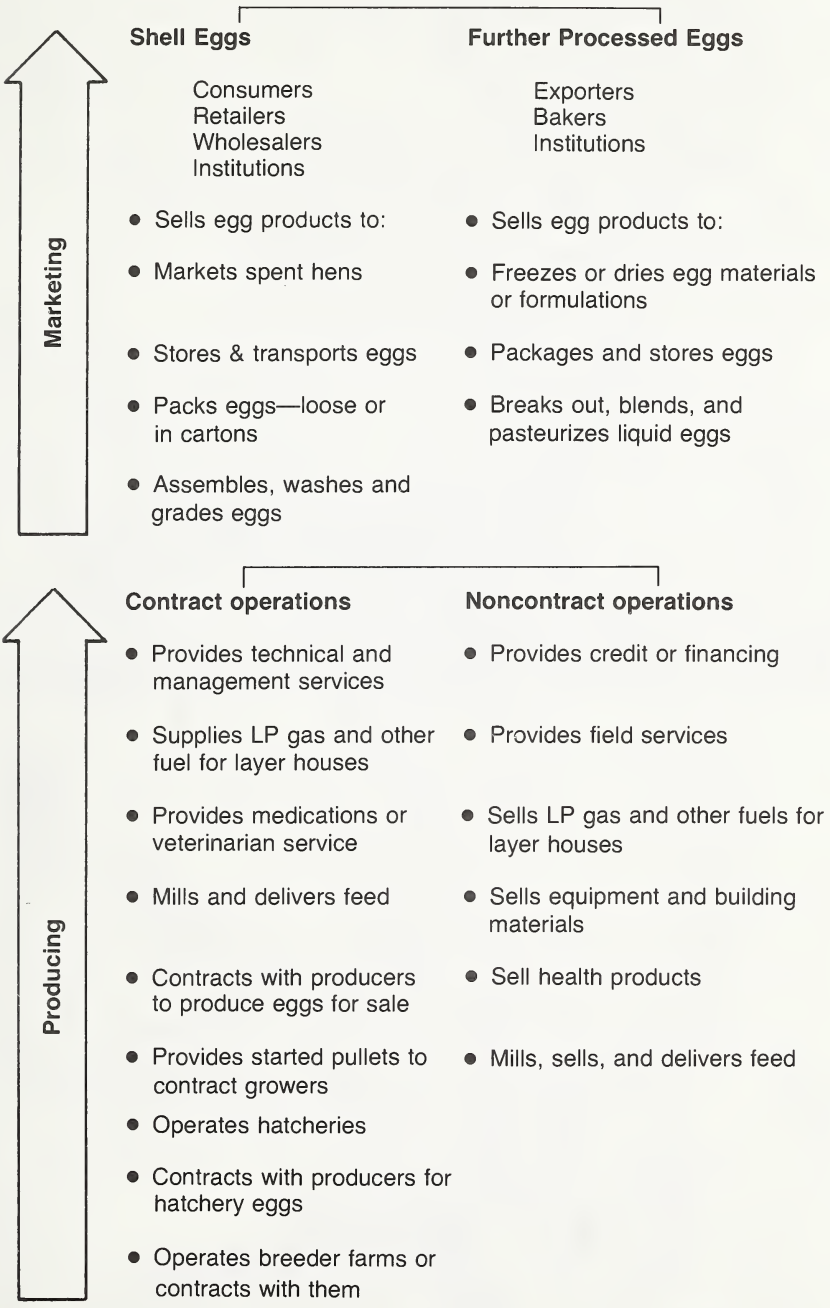 Marketing
Shell Eggs
Consumers
Retailers
Wholesalers
Institutions
● Sells egg products to:
● Markets spent hens
● Stores & transports eggs
● Packs eggs—loose or
in cartons
● Assembles, washes and
grades eggs
Further Processed Eggs
Exporters
Bakers
Institutions
● Sells egg products to:
● Freezes or dries egg materials
or formulations
● Packages and stores eggs
● Breaks out, blends, and
pasteurizes liquid eggs
Producing
Contract operations
● Provides technical and
management services
● Supplies LP gas and other
fuel for layer houses
● Provides medications or
veterinarian service
● Mills and delivers feed
● Contracts with producers
to produce eggs for sale
● Provides started pullets to
contract growers
● Operates hatcheries
● Contracts with producers for
hatchery eggs
● Operates breeder farms or
contracts with them
Noncontract operations
● Provides credit or financing
● Provides field services
● Sells LP gas and other fuels for
layer houses
● Sells equipment and building
materials
● Sell health products
● Mills, sells, and delivers feed